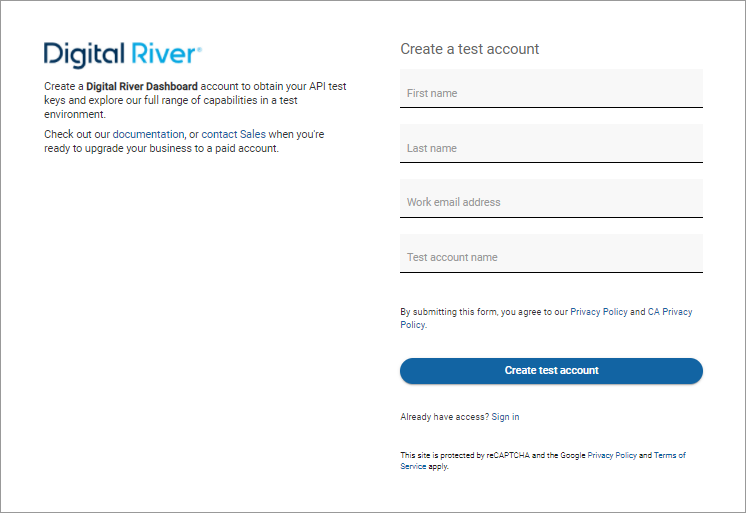 Digital River®
Create a Digital River Dashboard account to obtain your API test
keys and explore our full range of capabilities in a test
environment.
Check out our documentation, or contact Sales when you're
ready to upgrade your business to a paid account.
Create a test account
First name
Last name
Work email address
Test account name
By submitting this form, you agree to our Privacy Policy and CA Privacy
Policy.
Create test account
Already have access? Sign in
This site is protected by reCAPTCHA and the Google Privacy Policy and Terms of
Service apply.